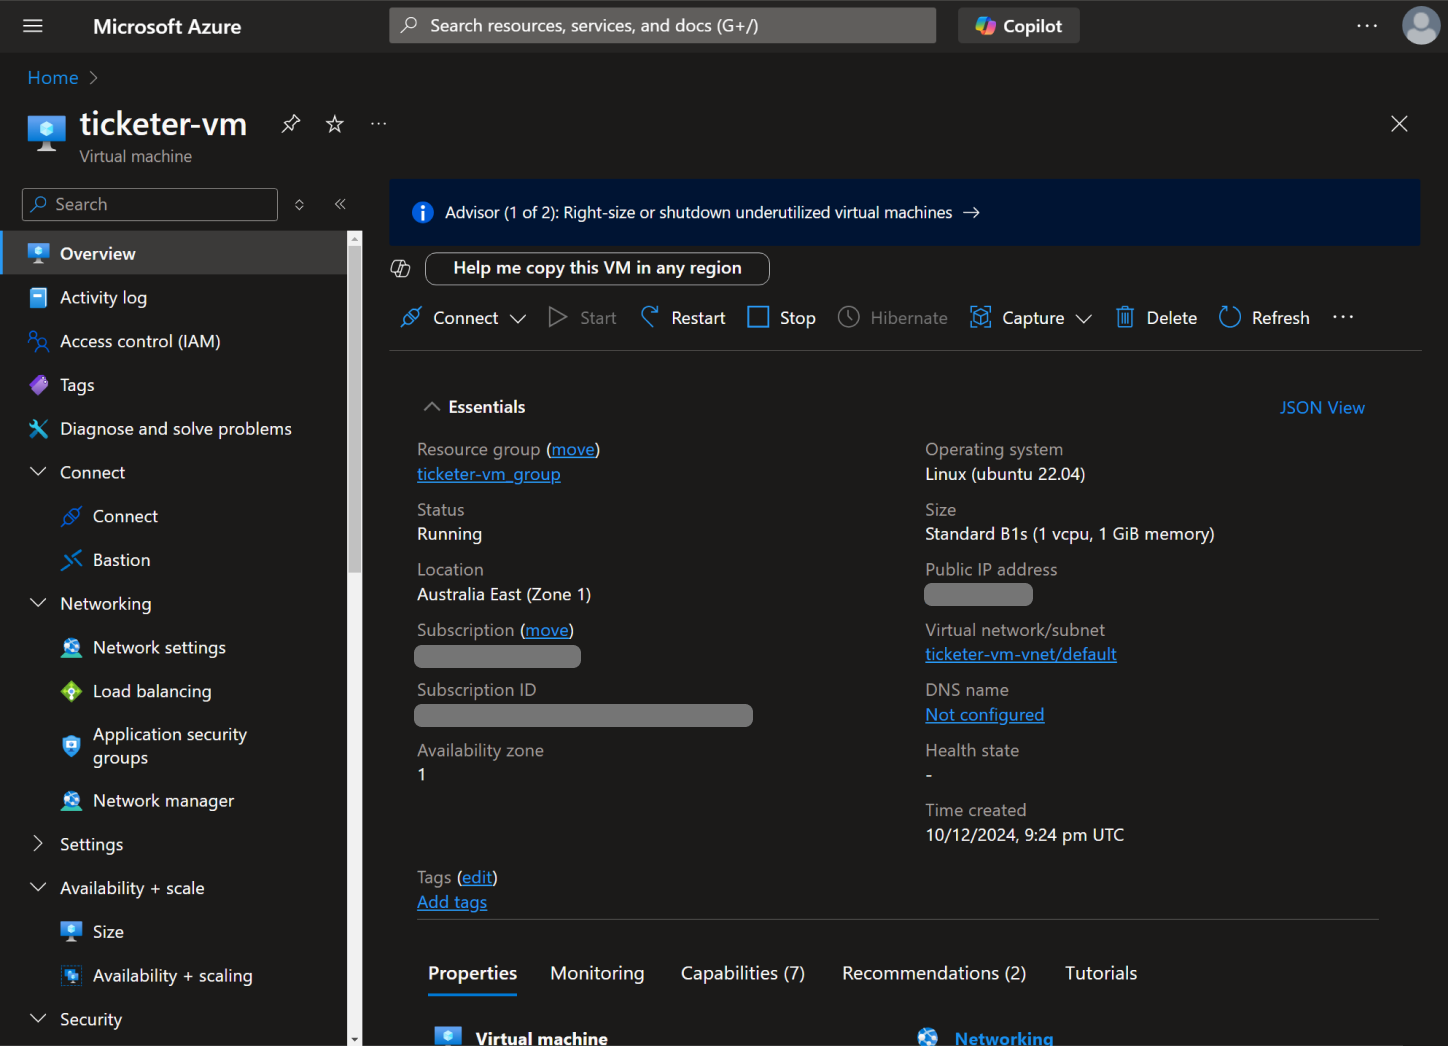 Microsoft Azure
Search resources, services, and docs (G+/)
Copilot
Home
ticketer-vm
Virtual machine
Search
Overview
Activity log
Access control (IAM)
Tags
Diagnose and solve problems
Connect
Connect
Bastion
Networking
Network settings
Load balancing
Application security
groups
Network manager
Settings
Availability + scale
Size
Availability + scaling
Security
Advisor (1 of 2): Right-size or shutdown underutilized virtual machines →
Help me copy this VM in any region
Connect Start Restart Stop Hibernate Capture Delete Refresh
Essentials
JSON View
Resource group (move)
ticketer-vm_group
Status
Running
Location
Australia East (Zone 1)
Subscription (move)
Subscription ID
Availability zone
1
Operating system
Linux (ubuntu 22.04)
Size
Standard B1s (1 vcpu, 1 GiB memory)
Public IP address
Virtual network/subnet
ticketer-vm-vnet/default
DNS name
Not configured
Health state
-
Time created
10/12/2024, 9:24 pm UTC
Tags (edit)
Add tags
Properties Monitoring Capabilities (7) Recommendations (2) Tutorials
Virtual machine
Networking